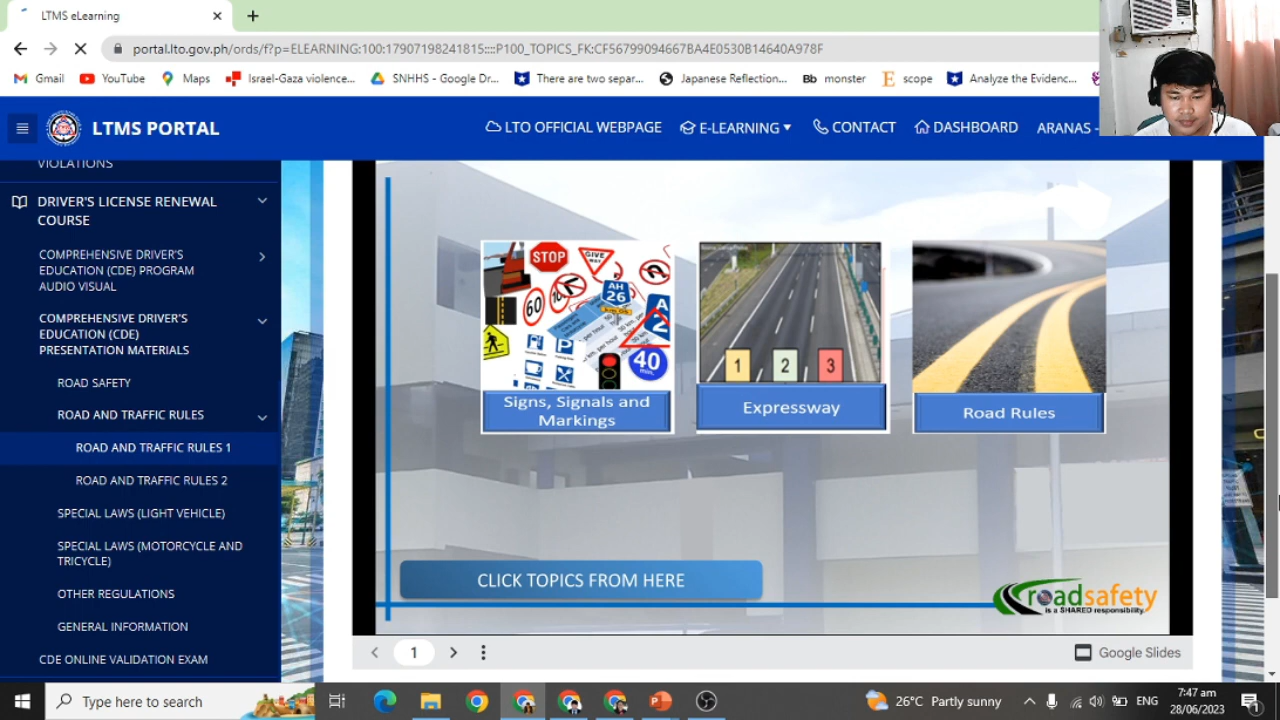 LTMS eLearning
portal.lto.gov.ph/ords/f?p=ELEARNING:100:17907198241815::::P100_TOPICS_FK:CF56799094667BA4E0530B14640A978F
Gmail YouTube Maps Israel-Gaza violence... SNHHS - Google Dr... There are two separ... Japanese Reflection... Bb monster E scope Analyze the Evidenc...
LTMS PORTAL
LTO OFFICIAL WEBPAGE E-LEARNING CONTACT DASHBOARD ARANAS -
VIOLATIONS
DRIVER'S LICENSE RENEWAL
COURSE
COMPREHENSIVE DRIVER'S
EDUCATION (CDE) PROGRAM
AUDIO VISUAL
COMPREHENSIVE DRIVER'S
EDUCATION (CDE)
PRESENTATION MATERIALS
ROAD SAFETY
ROAD AND TRAFFIC RULES
ROAD AND TRAFFIC RULES 1
ROAD AND TRAFFIC RULES 2
SPECIAL LAWS (LIGHT VEHICLE)
SPECIAL LAWS (MOTORCYCLE AND
TRICYCLE)
OTHER REGULATIONS
GENERAL INFORMATION
CDE ONLINE VALIDATION EXAM
STOP
GIVE
WAY
AH
26
60
A
2
P
40
1 2 3
Signs, Signals and
Markings
Expressway
Road Rules
CLICK TOPICS FROM HERE
roadsafety
is a SHARED responsibility.
1
Google Slides
Type here to search
26°C Partly sunny
ENG
7:47 am
28/06/2023